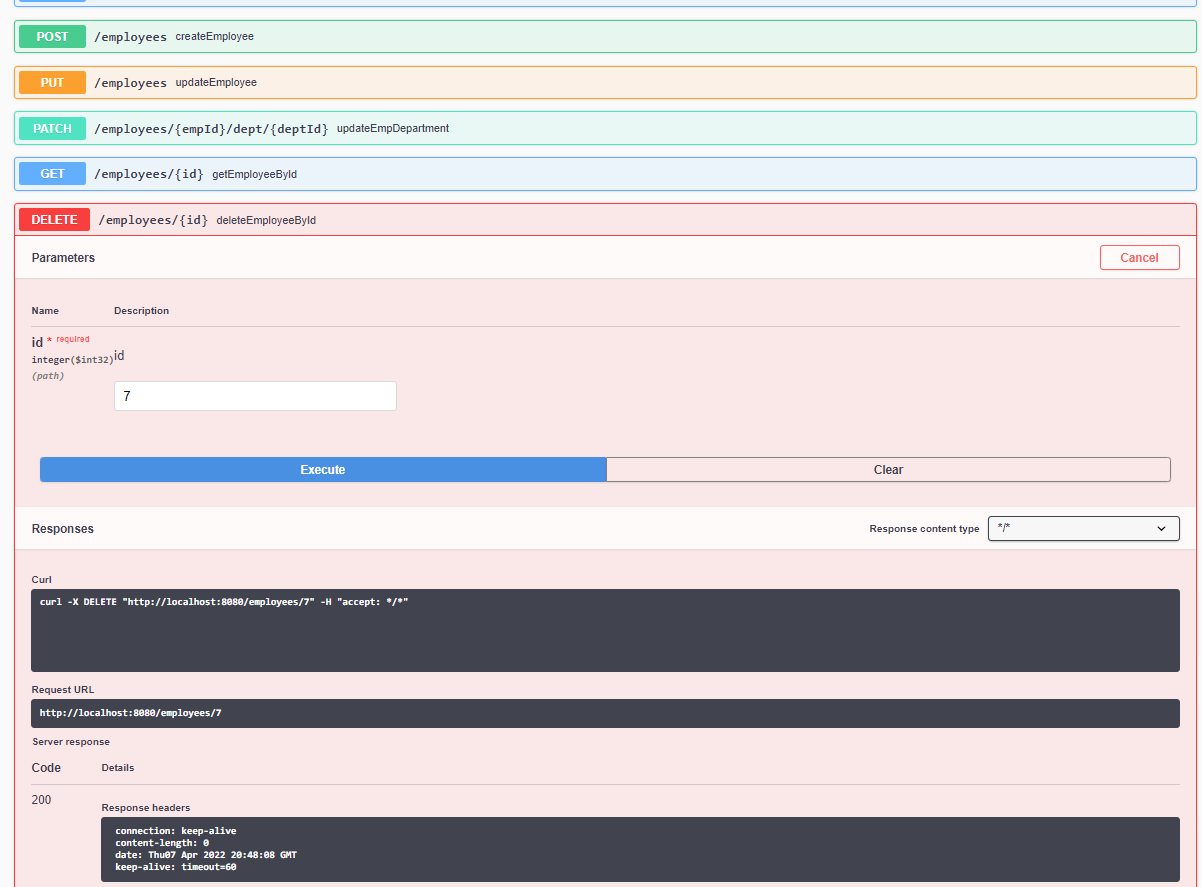 POST /employees createEmployee
PUT /employees updateEmployee
PATCH /employees/{empId}/dept/{deptId} updateEmpDepartment
GET /employees/{id} getEmployeeById
DELETE /employees/{id} deleteEmployeeById
Parameters Cancel
Name Description
id * required
integer($int32) id
(path)
7
Execute Clear
Responses Response content type */*
Curl
curl -X DELETE "http://localhost:8080/employees/7" -H "accept: */*"
Request URL
http://localhost:8080/employees/7
Server response
Code Details
200
Response headers
connection: keep-alive
content-length: 0
date: Thu07 Apr 2022 20:48:08 GMT
keep-alive: timeout=60